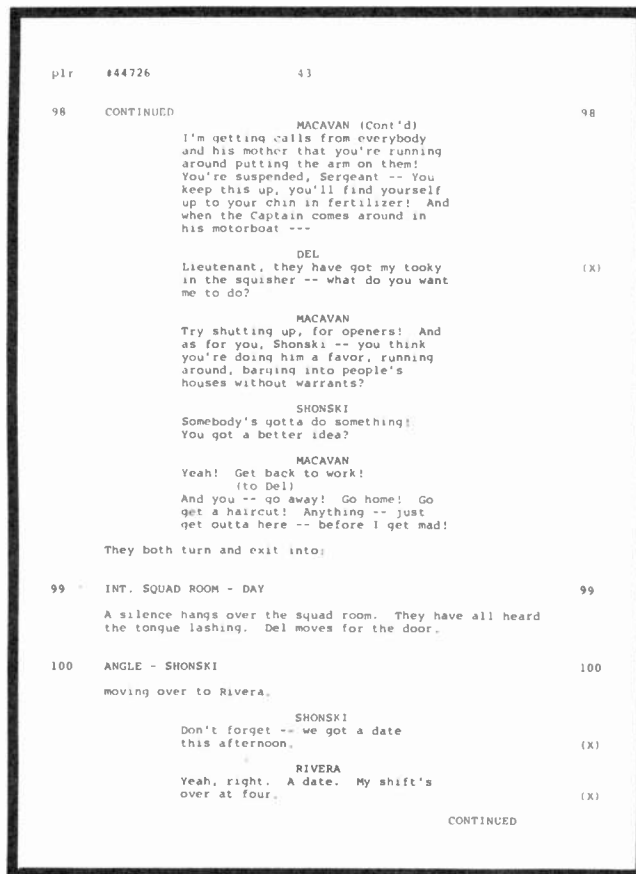 plr #44726 43
98 CONTINUED 98
MACAVAN (Cont'd)
I'm getting calls from everybody
and his mother that you're running
around putting the arm on them!
You're suspended, Sergeant -- You
keep this up, you'll find yourself
up to your chin in fertilizer! And
when the Captain comes around in
his motorboat ---
DEL
Lieutenant, they have got my tooky (X)
in the squisher -- what do you want
me to do?
MACAVAN
Try shutting up, for openers! And
as for you, Shonski -- you think
you're doing him a favor, running
around, barging into people's
houses without warrants?
SHONSKI
Somebody's gotta do something!
You got a better idea?
MACAVAN
Yeah! Get back to work!
(to Del)
And you -- go away! Go home! Go
get a haircut! Anything -- just
get outta here -- before I get mad!
They both turn and exit into:
99 INT. SQUAD ROOM - DAY 99
A silence hangs over the squad room. They have all heard
the tongue lashing. Del moves for the door.
100 ANGLE - SHONSKI 100
moving over to Rivera.
SHONSKI
Don't forget -- we got a date
this afternoon. (X)
RIVERA
Yeah, right. A date. My shift's
over at four. (X)
CONTINUED